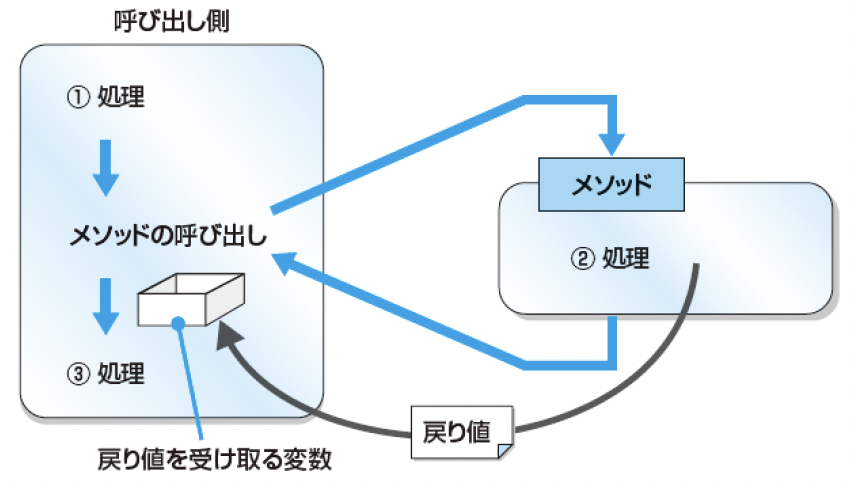 呼び出し側
① 処理
メソッドの呼び出し
③ 処理
戻り値を受け取る変数
メソッド
② 処理
戻り値